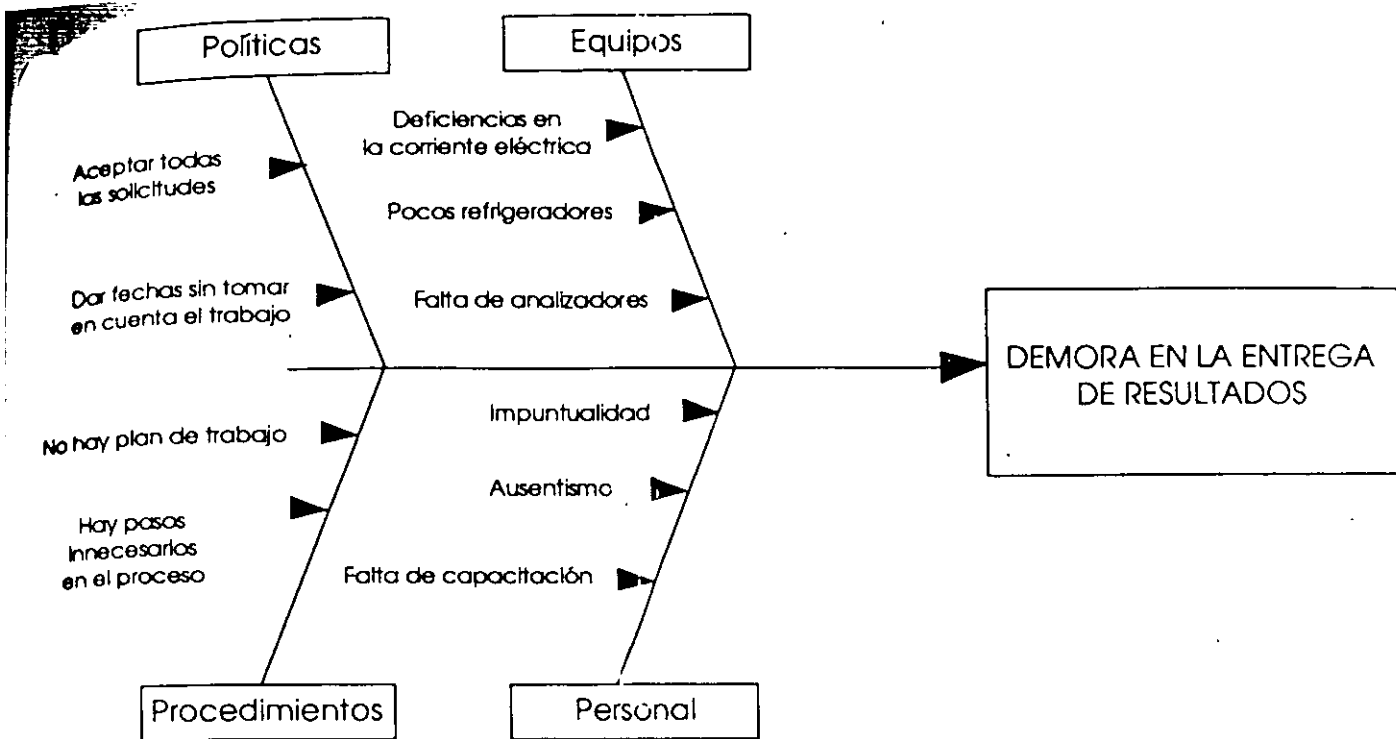 Políticas
Equipos
Aceptar todas
las solicitudes
Dar fechas sin tomar
en cuenta el trabajo
Deficiencias en
la corriente eléctrica
Pocos refrigeradores
Falta de analizadores
DEMORA EN LA ENTREGA
DE RESULTADOS
No hay plan de trabajo
Hay pasos
innecesarios
en el proceso
Impuntualidad
Ausentismo
Falta de capacitación
Procedimientos
Personal